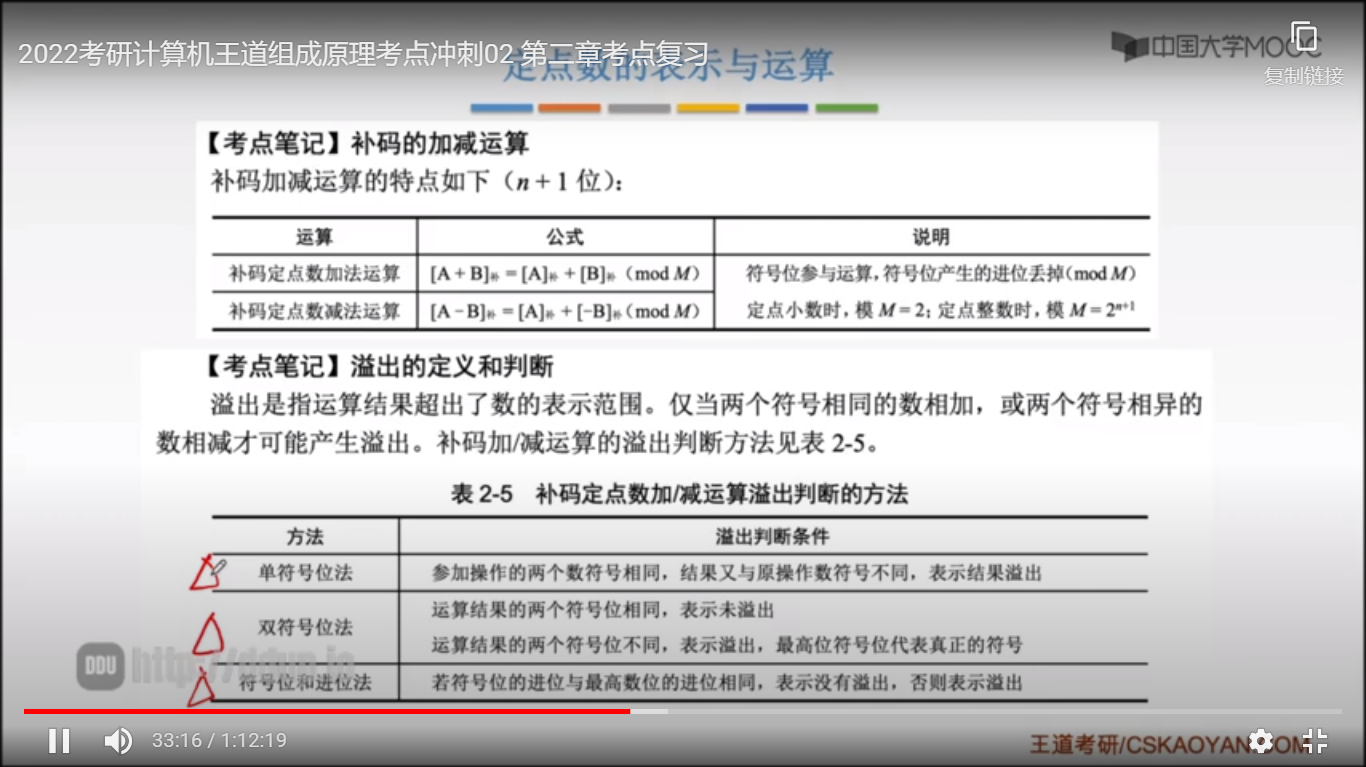 2022考研计算机王道组成原理考点冲刺02 第二章考点复习
定点数的表示与运算
中国大学MOOC
复制链接
【考点笔记】补码的加减运算
补码加减运算的特点如下（n + 1 位）：
运算 公式 说明
补码定点数加法运算 [A + B]补 = [A]补 + [B]补（mod M） 符号位参与运算，符号位产生的进位丢掉（mod M）
补码定点数减法运算 [A − B]补 = [A]补 + [−B]补（mod M） 定点小数时，模 M = 2；定点整数时，模 M = 2ⁿ⁺¹
【考点笔记】溢出的定义和判断
溢出是指运算结果超出了数的表示范围。仅当两个符号相同的数相加，或两个符号相异的
数相减才可能产生溢出。补码加/减运算的溢出判断方法见表 2-5。
表 2-5 补码定点数加/减运算溢出判断的方法
方法 溢出判断条件
单符号位法 参加操作的两个数符号相同，结果又与原操作数符号不同，表示结果溢出
双符号位法 运算结果的两个符号位相同，表示未溢出
运算结果的两个符号位不同，表示溢出，最高位符号位代表真正的符号
DDU http://ddup.io
符号位和进位法 若符号位的进位与最高数位的进位相同，表示没有溢出，否则表示溢出
33:16 / 1:12:19
王道考研/CSKAOYAN.COM